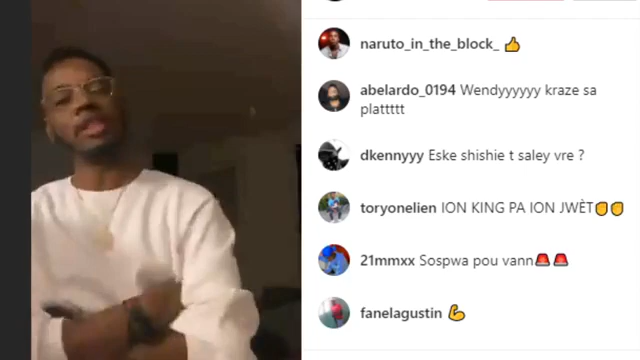 naruto_in_the_block_ 👍
abelardo_0194 Wendyyyyyy kraze sa
plattttt
dkennyyy Eske shishie t saley vre ?
toryonelien ION KING PA ION JWÈT
21mmxx Sospwa pou vann🚨🚨
fanelagustin 💪